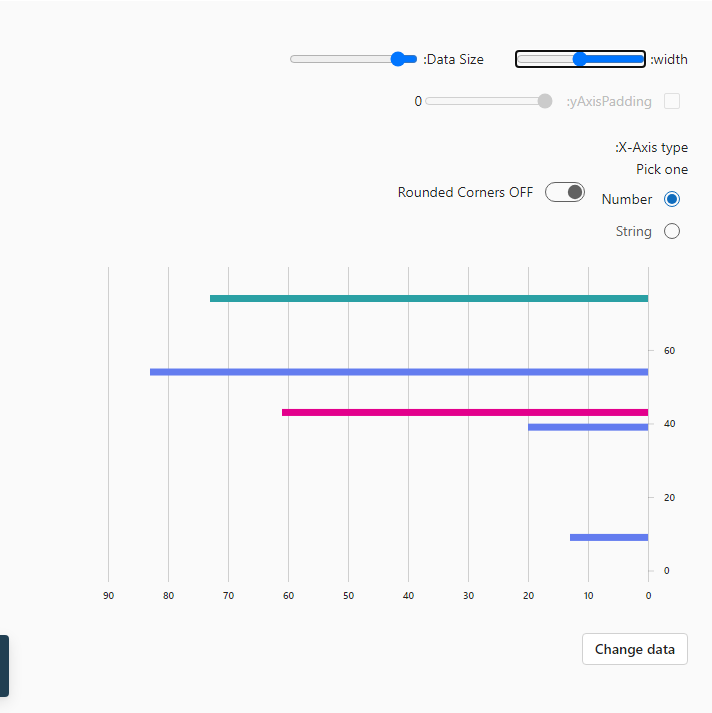 :width
:Data Size
:yAxisPadding
0
:X-Axis type
Pick one
Number
Rounded Corners OFF
String
60
40
20
0
90 80 70 60 50 40 30 20 10 0
Change data